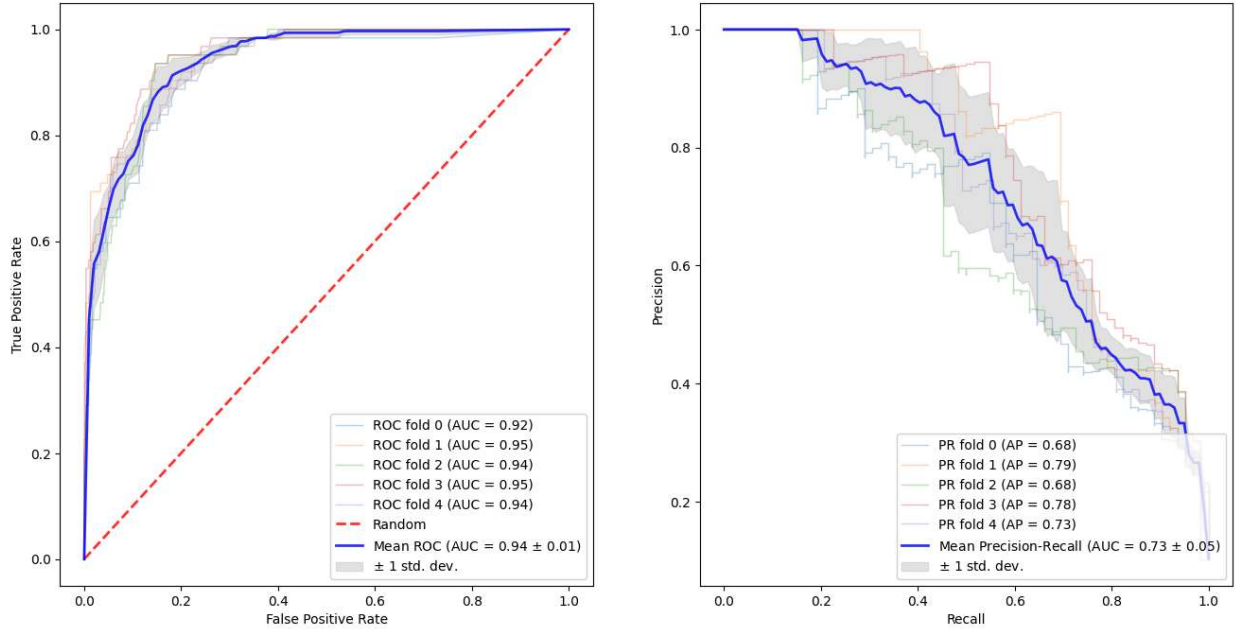 1.0
0.8
0.6
0.4
0.2
0.0
True Positive Rate
0.0
0.2
0.4
0.6
0.8
1.0
False Positive Rate
ROC fold 0 (AUC = 0.92)
ROC fold 1 (AUC = 0.95)
ROC fold 2 (AUC = 0.94)
ROC fold 3 (AUC = 0.95)
ROC fold 4 (AUC = 0.94)
Random
Mean ROC (AUC = 0.94 ± 0.01)
± 1 std. dev.
1.0
0.8
0.6
0.4
0.2
Precision
0.0
0.2
0.4
0.6
0.8
1.0
Recall
PR fold 0 (AP = 0.68)
PR fold 1 (AP = 0.79)
PR fold 2 (AP = 0.68)
PR fold 3 (AP = 0.78)
PR fold 4 (AP = 0.73)
Mean Precision-Recall (AUC = 0.73 ± 0.05)
± 1 std. dev.